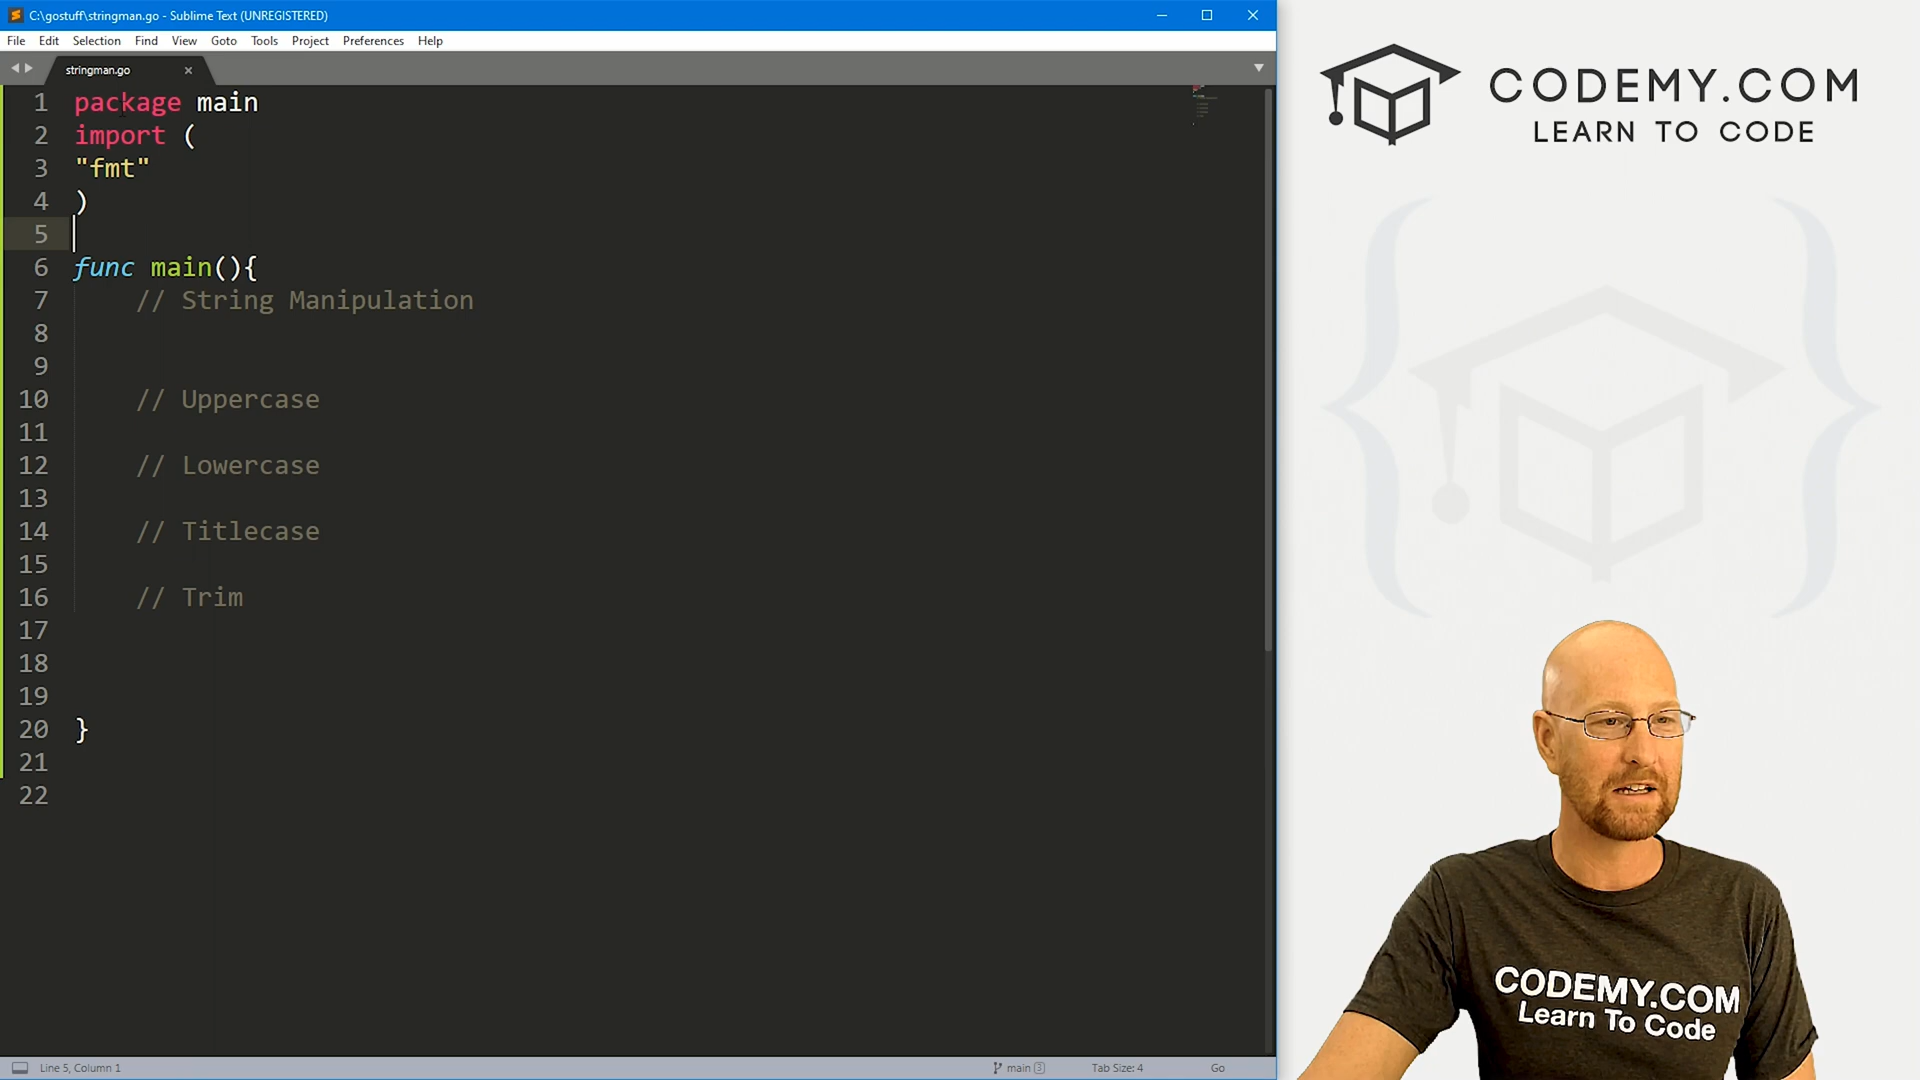 C:\gostuff\stringman.go - Sublime Text (UNREGISTERED)
File Edit Selection Find View Goto Tools Project Preferences Help
stringman.go
1 package main
2 import (
3 "fmt"
4 )
5
6 func main(){
7 // String Manipulation
8
9
10 // Uppercase
11
12 // Lowercase
13
14 // Titlecase
15
16 // Trim
17
18
19
20 }
21
22
Line 5, Column 1
main 3
Tab Size: 4
Go
CODEMY.COM
LEARN TO CODE
CODEMY.COM
Learn To Code